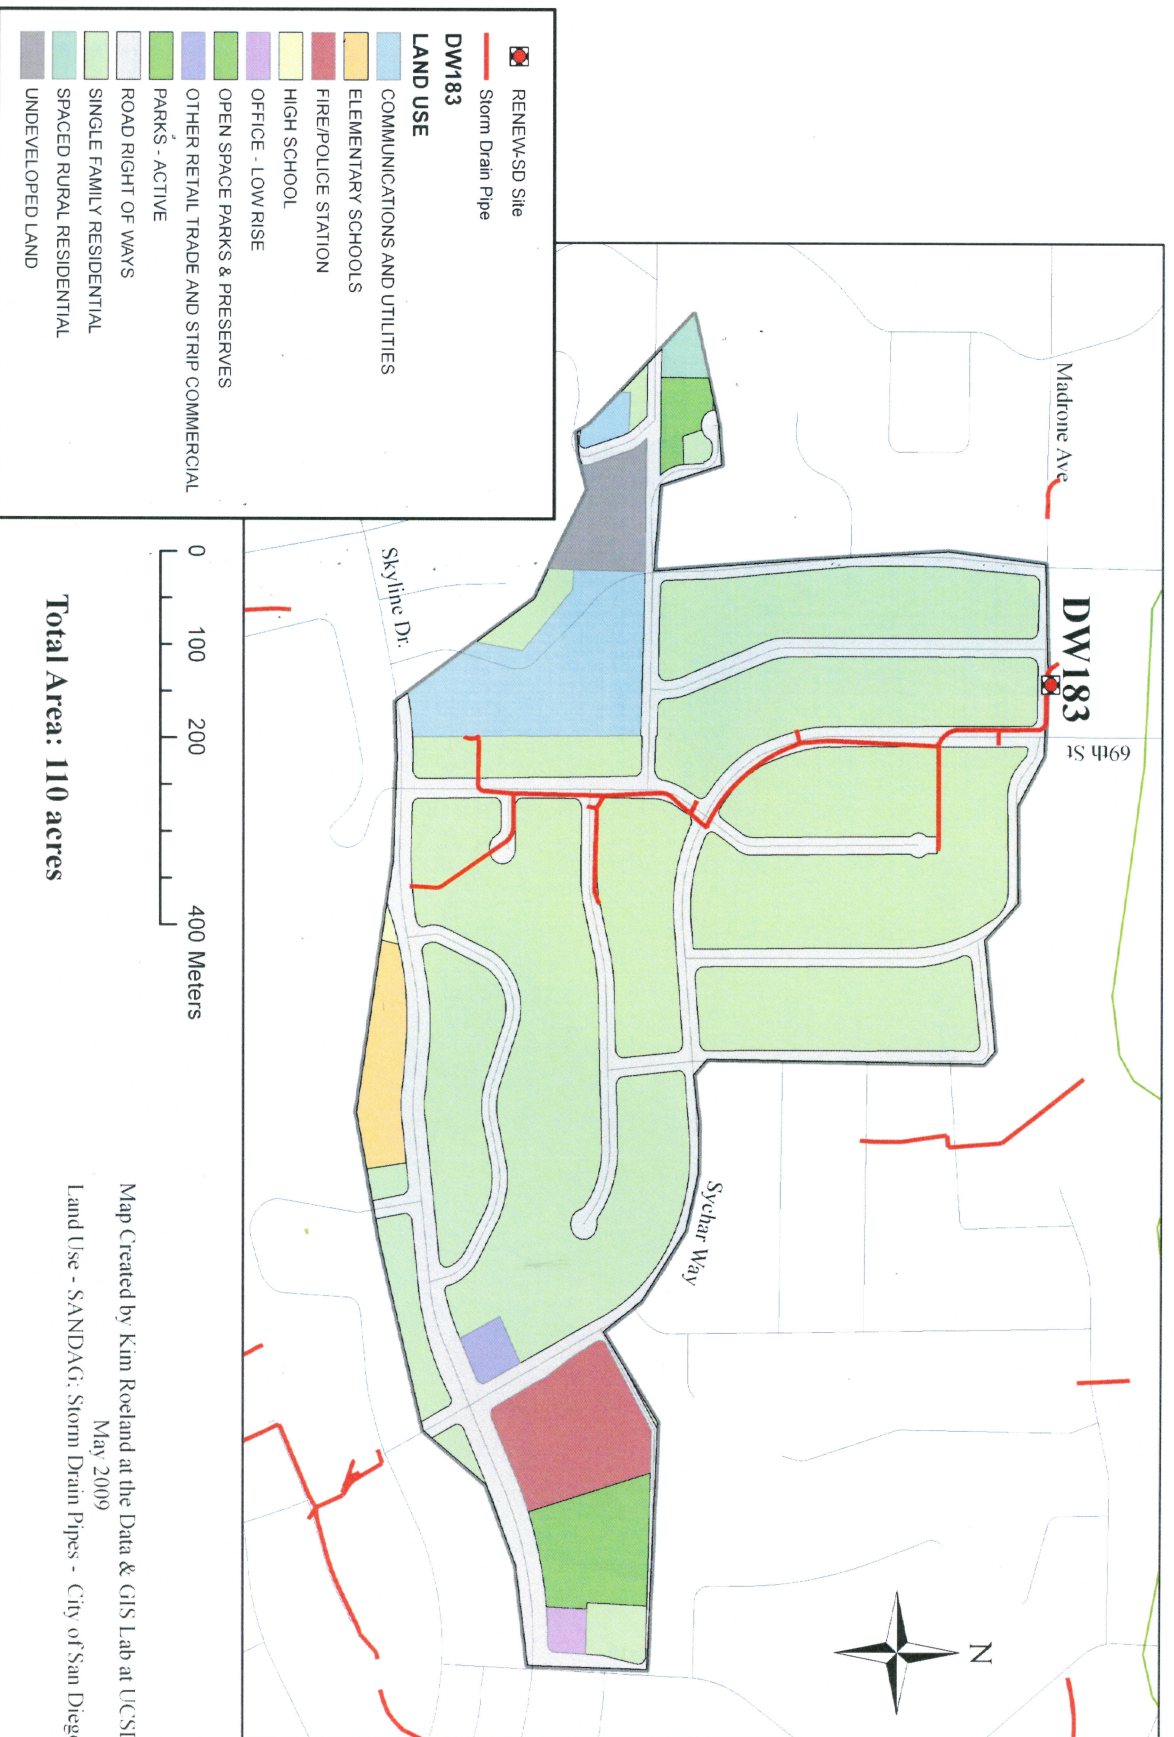 Madrone Ave
DW183
69th St
N
Sychar Way
Skyline Dr.
RENEW-SD Site
Storm Drain Pipe
DW183
LAND USE
COMMUNICATIONS AND UTILITIES
ELEMENTARY SCHOOLS
FIRE/POLICE STATION
HIGH SCHOOL
OFFICE - LOW RISE
OPEN SPACE PARKS & PRESERVES
OTHER RETAIL TRADE AND STRIP COMMERCIAL
PARKS - ACTIVE
ROAD RIGHT OF WAYS
SINGLE FAMILY RESIDENTIAL
SPACED RURAL RESIDENTIAL
UNDEVELOPED LAND
0 100 200 400 Meters
Total Area: 110 acres
Map Created by Kim Roeland at the Data & GIS Lab at
May 2009
Land Use - SANDAG; Storm Drain Pipes - City of San